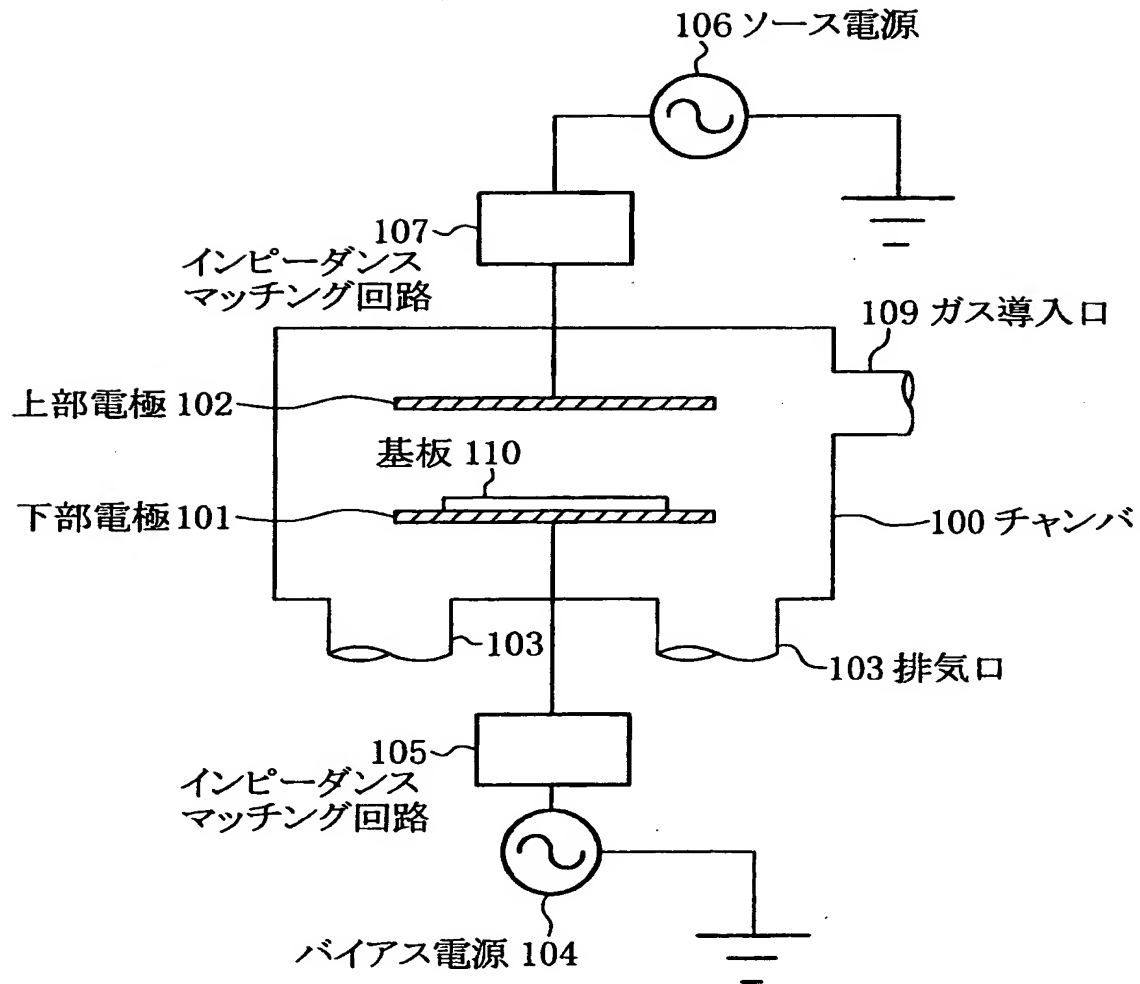 106 ソース電源
107
インピーダンス
マッチング回路
109 ガス導入口
上部電極 102
基板 110
下部電極 101
100 チャンバ
103
103 排気口
105
インピーダンス
マッチング回路
バイアス電源 104